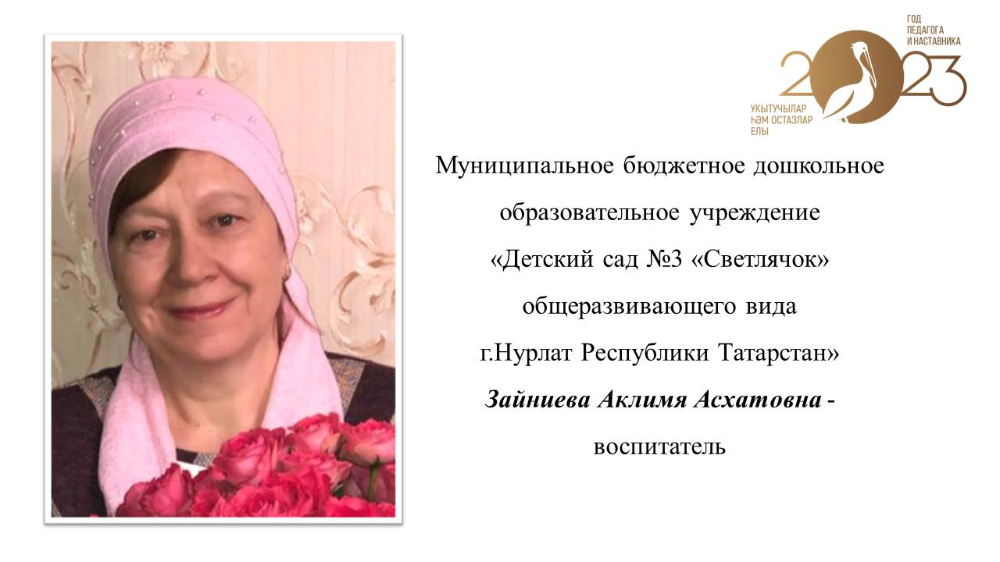 ГОД
ПЕДАГОГА
И НАСТАВНИКА
2023
УКЫТУЧЫЛАР
ҺӘМ ОСТАЗЛАР
ЕЛЫ
Муниципальное бюджетное дошкольное
образовательное учреждение
«Детский сад №3 «Светлячок»
общеразвивающего вида
г.Нурлат Республики Татарстан»
Зайниева Аклимя Асхатовна -
воспитатель